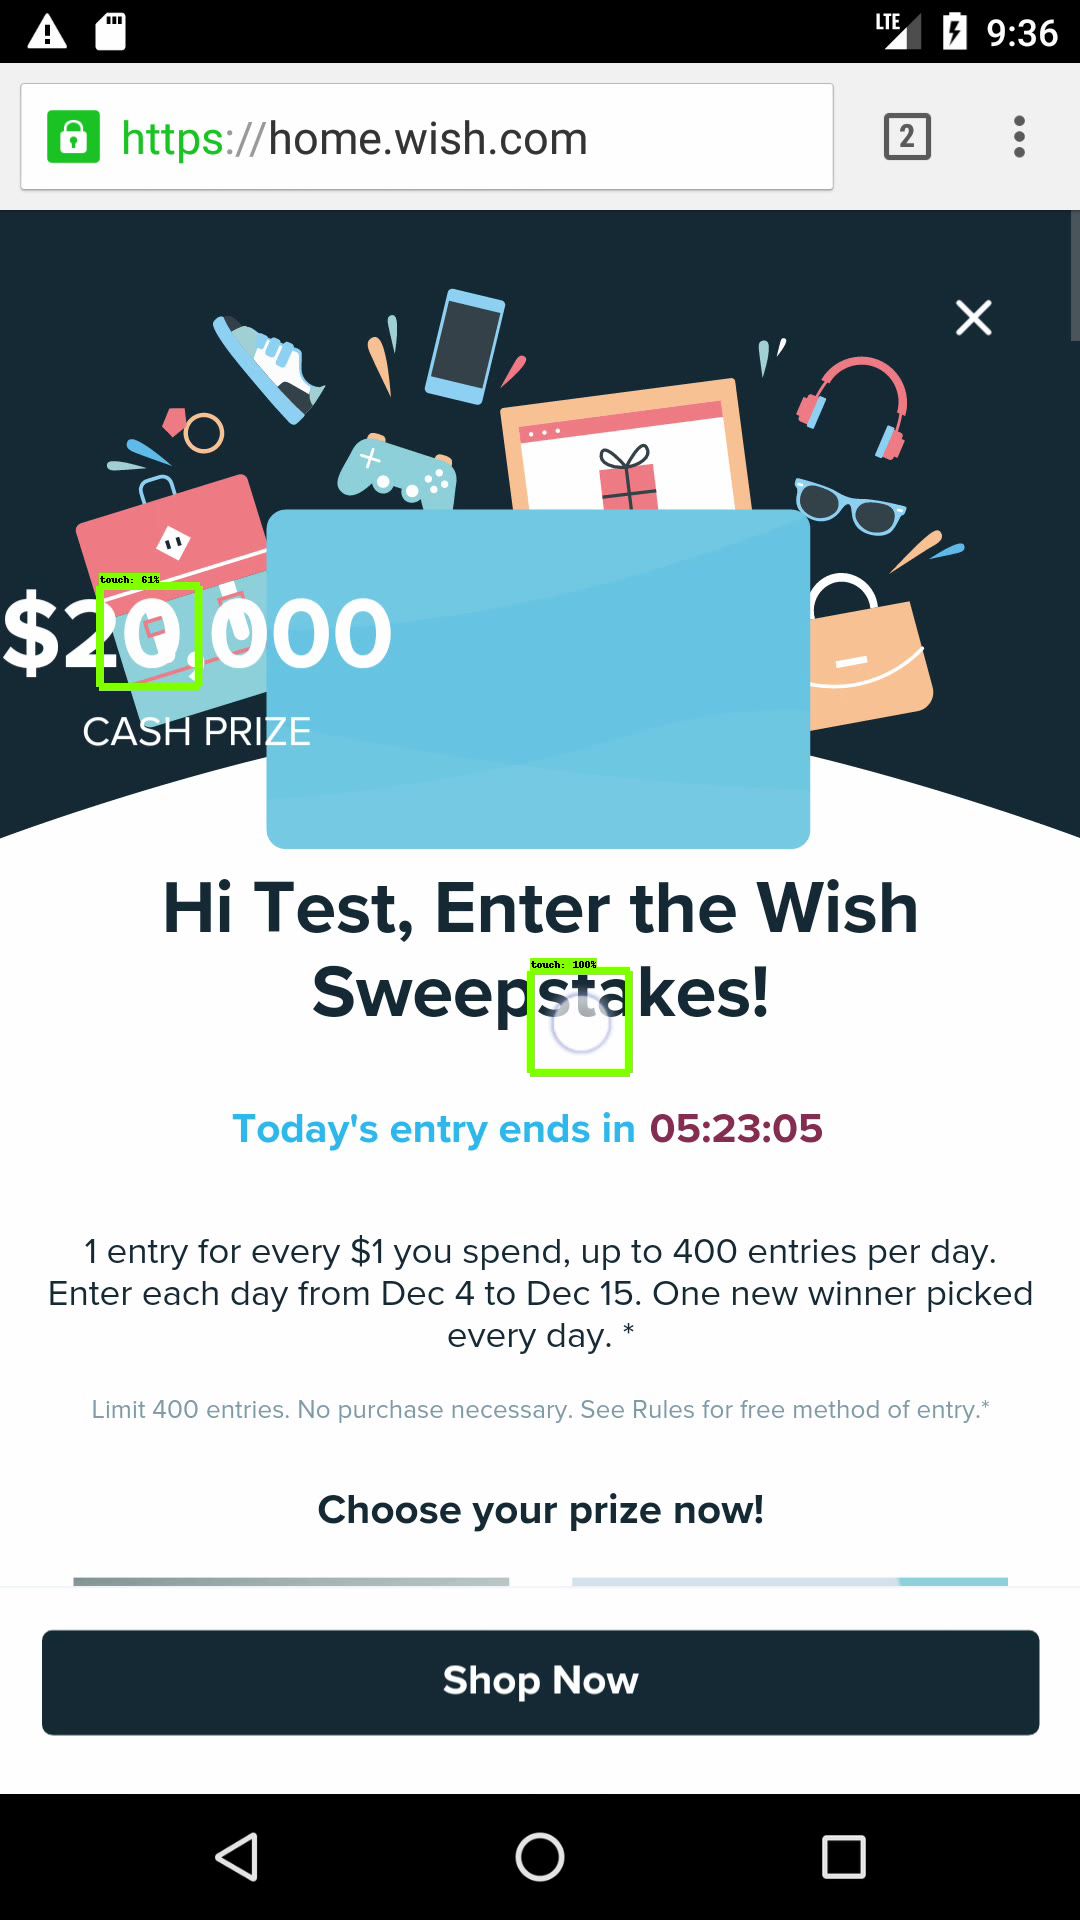 LTE 9:36
https://home.wish.com 2
touch: 61%
$20.000
CASH PRIZE
Hi Test, Enter the Wish
touch: 100%
Sweepstakes!
Today's entry ends in 05:23:05
1 entry for every $1 you spend, up to 400 entries per day.
Enter each day from Dec 4 to Dec 15. One new winner picked
every day. *
Limit 400 entries. No purchase necessary. See Rules for free method of entry.*
Choose your prize now!
Shop Now